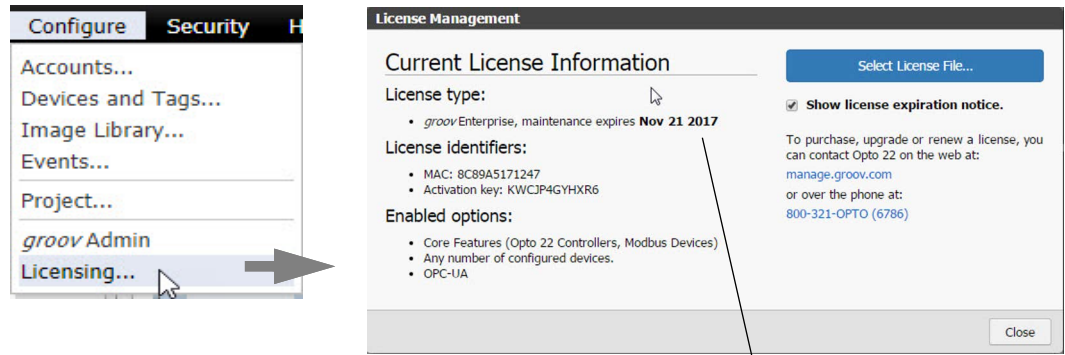 Configure Security H
Accounts...
Devices and Tags...
Image Library...
Events...
Project...
groov Admin
Licensing...
License Management
Current License Information
License type:
• groov Enterprise, maintenance expires Nov 21 2017
License identifiers:
• MAC: 8C89A5171247
• Activation key: KWCJP4GYHXR6
Enabled options:
• Core Features (Opto 22 Controllers, Modbus Devices)
• Any number of configured devices.
• OPC-UA
Select License File...
Show license expiration notice.
To purchase, upgrade or renew a license, you
can contact Opto 22 on the web at:
manage.groov.com
or over the phone at:
800-321-OPTO (6786)
Close